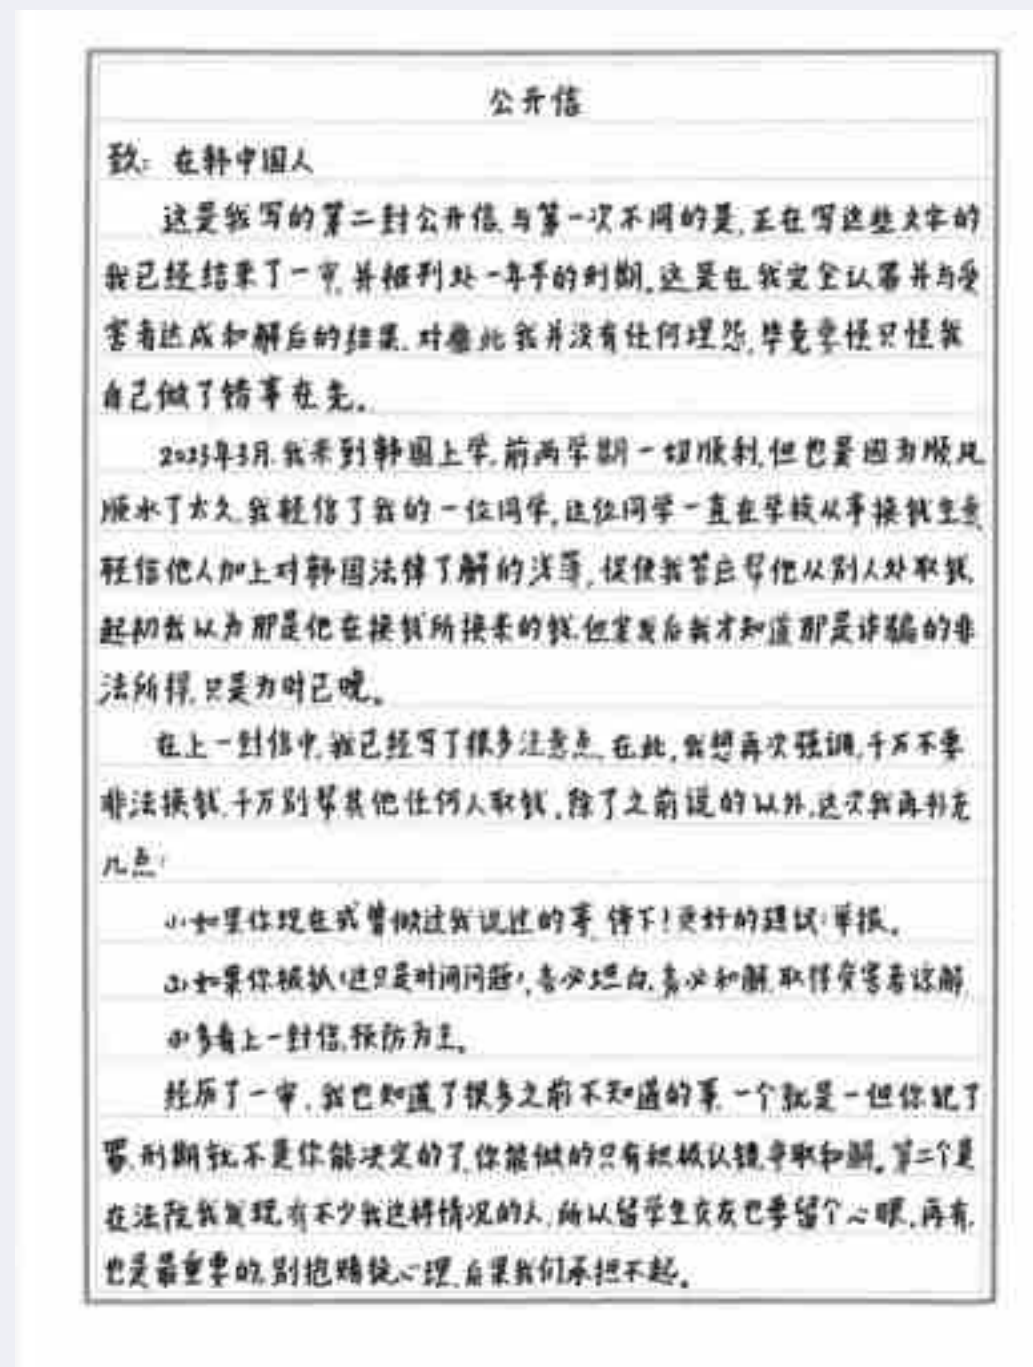 公开信
致：在韩中国人
这是我写的第二封公开信，与第一次不同的是，正在写这些文字的
我已经结束了一审，并被判处一年半的刑期。这是在我完全认罪并与受
害者达成和解后的结果。对此我并没有任何埋怨，毕竟要怪只怪我
自己做了错事在先。
2023年3月，我来到韩国上学，前两学期一切顺利，但也是因为顺风
顺水了太久，我轻信了我的一位同学，这位同学一直在学校从事换钱生意，
轻信他人加上对韩国法律了解的浅薄，促使我答应帮他从别人处取钱，
起初我以为那是他在换钱所换来的钱，但案发后我才知道那是诈骗的非
法所得，只是为时已晚。
在上一封信中，我已经写了很多注意点，在此，我想再次强调，千万不要
非法换钱，千万别帮其他任何人取钱，除了之前说的以外，这次我再补充
几点：
(1)如果你现在或曾做过我说过的事，停下！更好的建议：举报。
(2)如果你被抓（这只是时间问题），务必坦白，务必和解，取得受害者谅解。
(3)多看上一封信，预防为主。
经历了一审，我也知道了很多之前不知道的事，一个就是一但你犯了
罪，刑期就不是你能决定的了，你能做的只有积极认错，争取和解。第二个是
在法院我发现有不少我这样情况的人，所以留学生交友也要留个心眼。再有，
也是最重要的，别抱赌徒心理，后果我们承担不起。